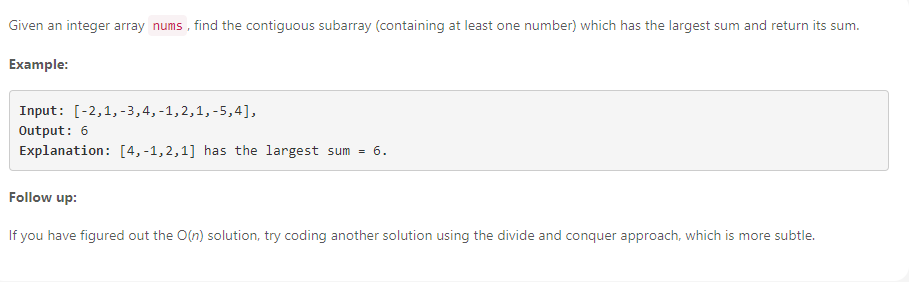 Given an integer array nums , find the contiguous subarray (containing at least one number) which has the largest sum and return its sum.
Example:
Input: [-2,1,-3,4,-1,2,1,-5,4],
Output: 6
Explanation: [4,-1,2,1] has the largest sum = 6.
Follow up:
If you have figured out the O(n) solution, try coding another solution using the divide and conquer approach, which is more subtle.